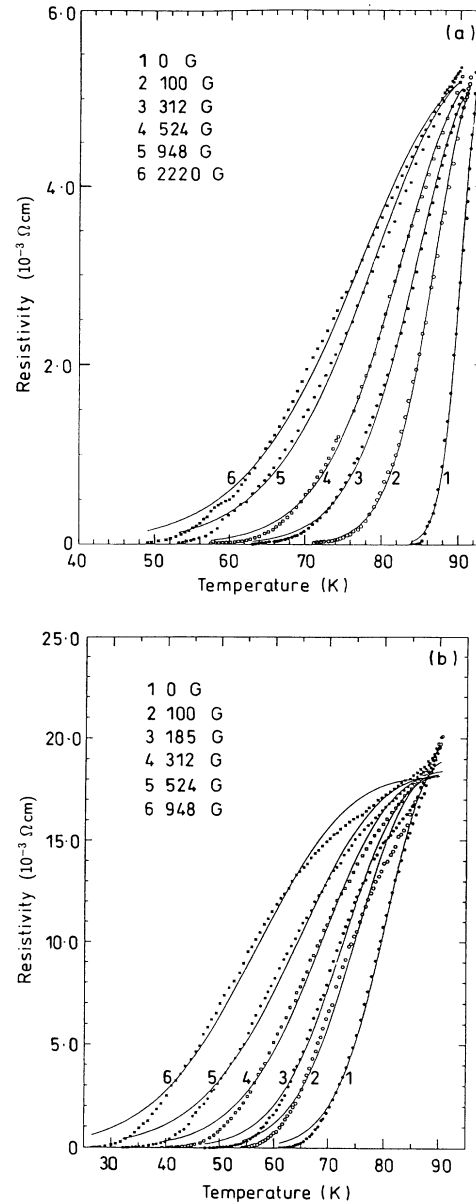 (a)
6·0
4·0
2·0
0
Resistivity (10⁻³ Ωcm)
1 0 G
2 100 G
3 312 G
4 524 G
5 948 G
6 2220 G
6 5 4 3 2 1
40 50 60 70 80 90
Temperature (K)
(b)
25·0
20·0
15·0
10·0
5·0
0
Resistivity (10⁻³ Ωcm)
1 0 G
2 100 G
3 185 G
4 312 G
5 524 G
6 948 G
6 5 4 3 2 1
30 40 50 60 70 80 90
Temperature (K)